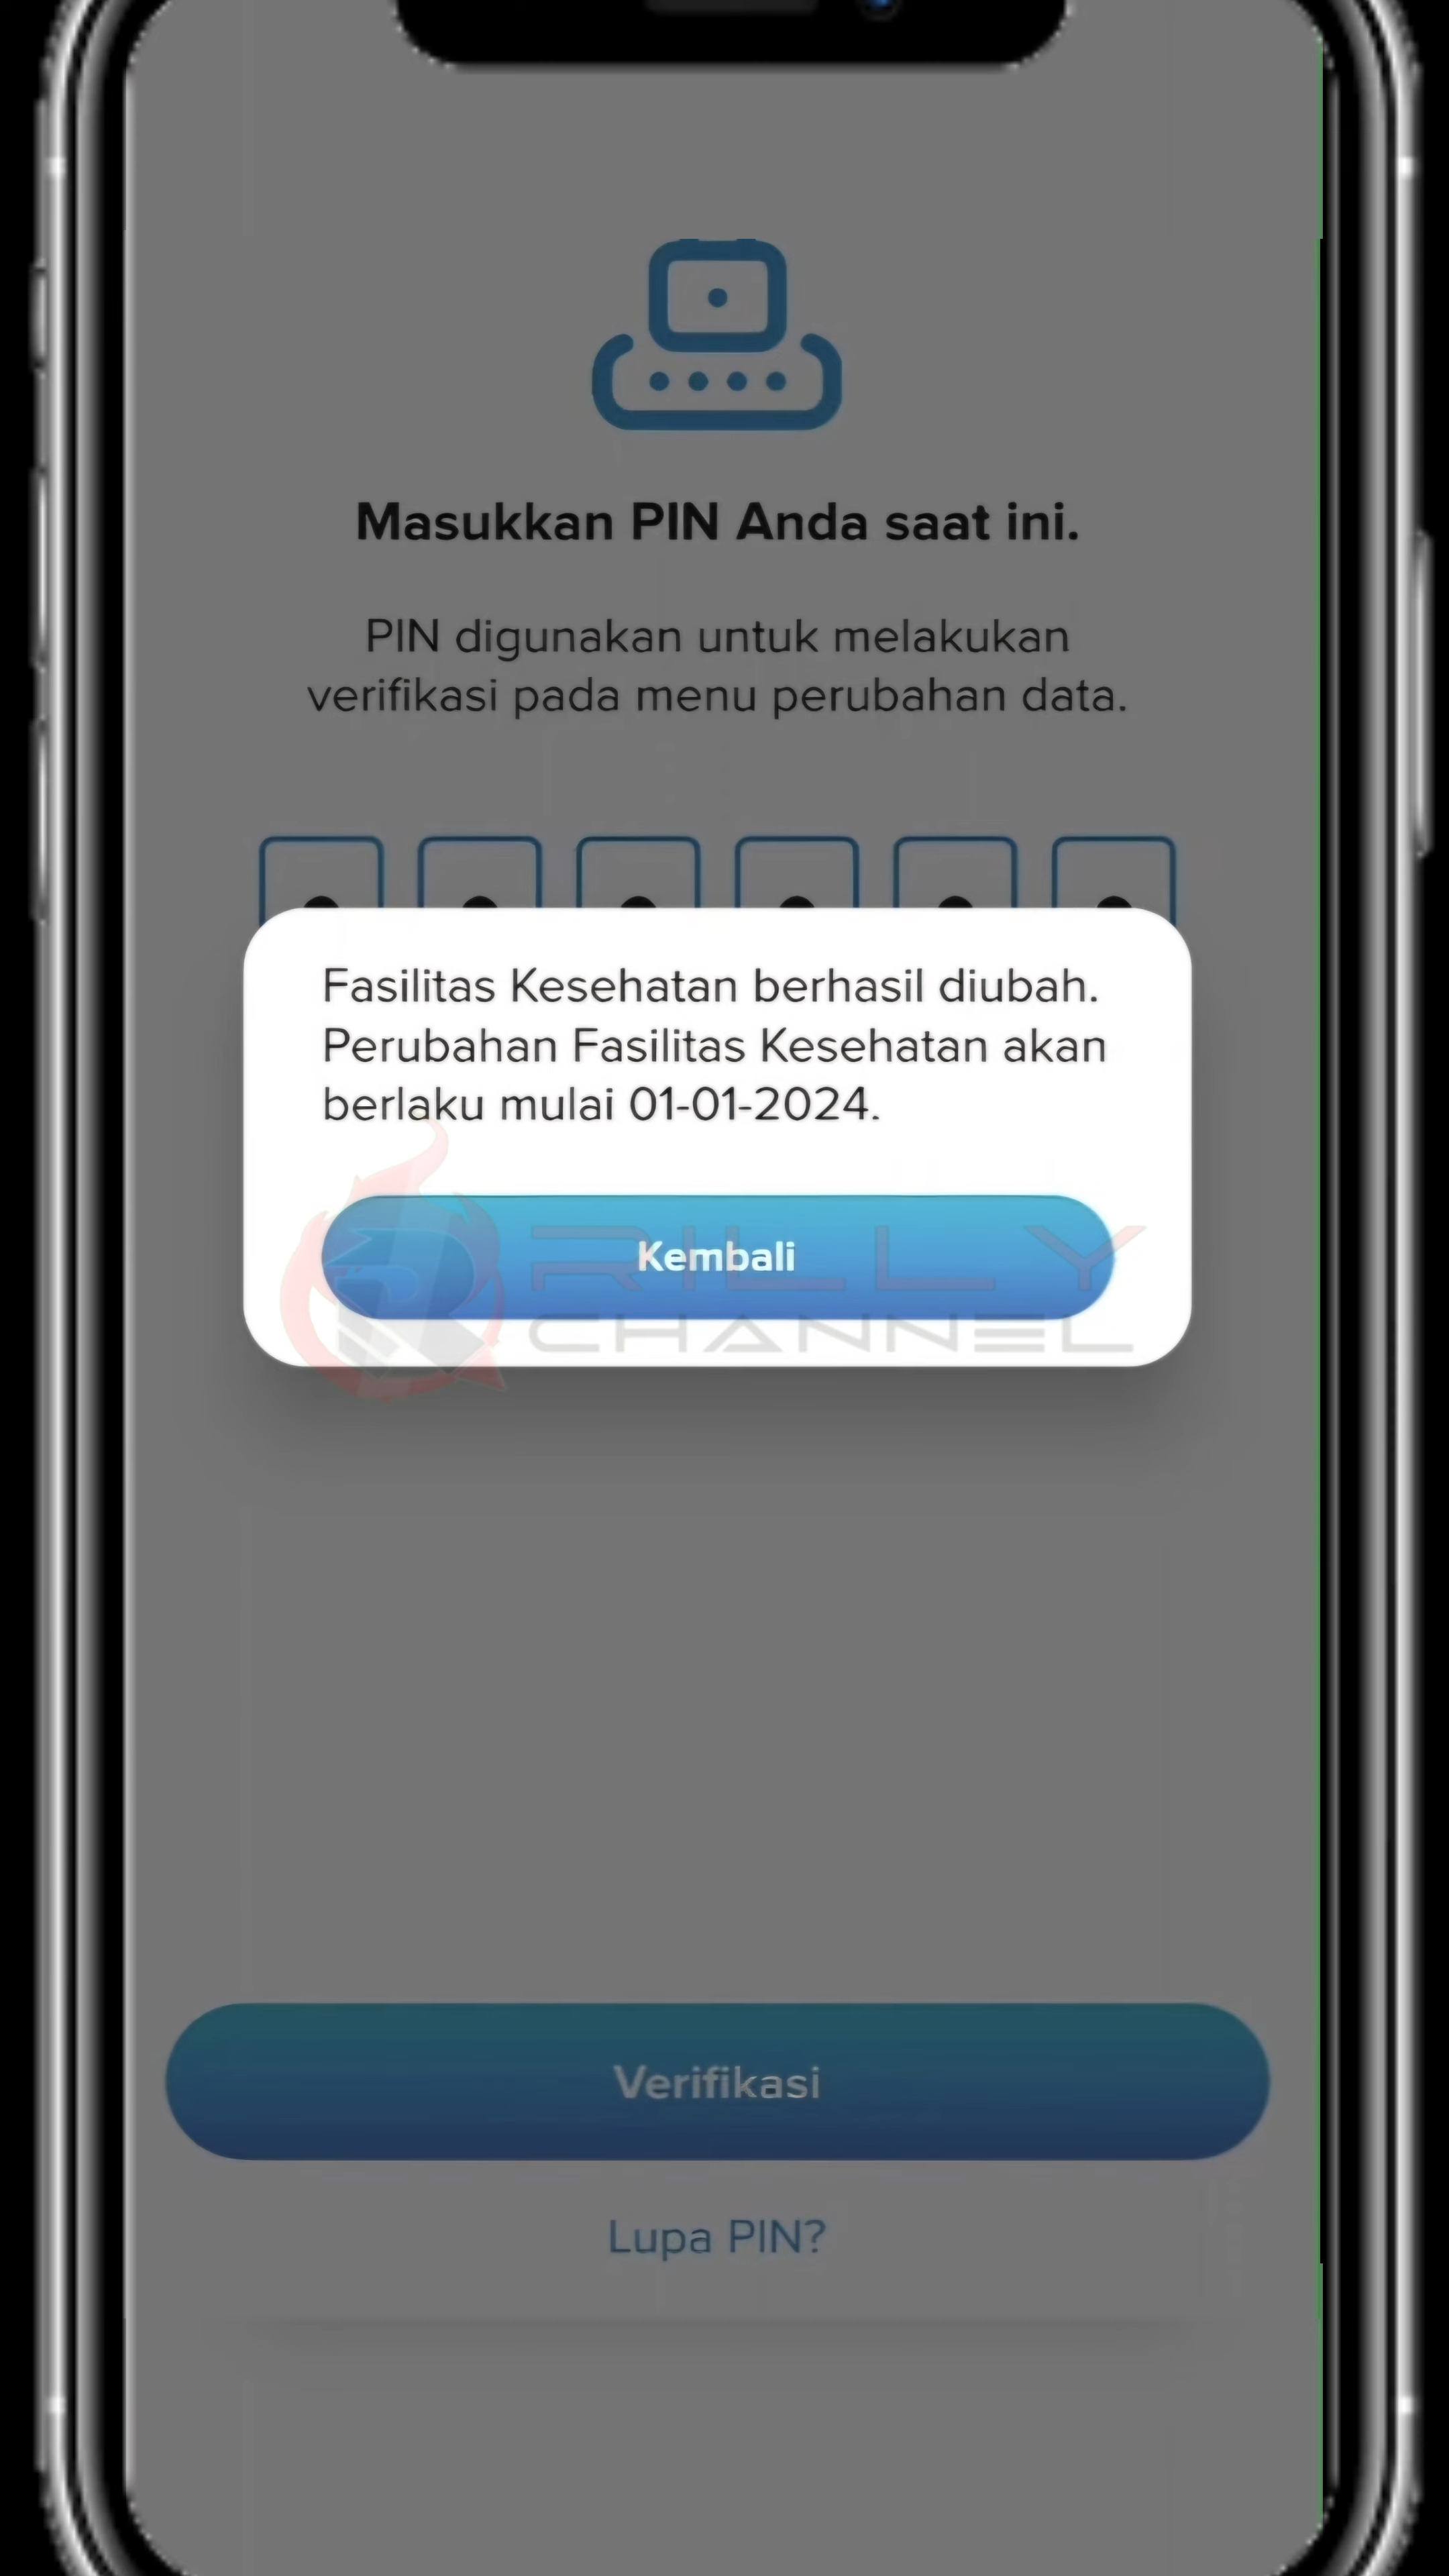 Masukkan PIN Anda saat ini.
PIN digunakan untuk melakukan
verifikasi pada menu perubahan data.
Fasilitas Kesehatan berhasil diubah.
Perubahan Fasilitas Kesehatan akan
berlaku mulai 01-01-2024.
Kembali
RILLY
CHANNEL
Verifikasi
Lupa PIN?